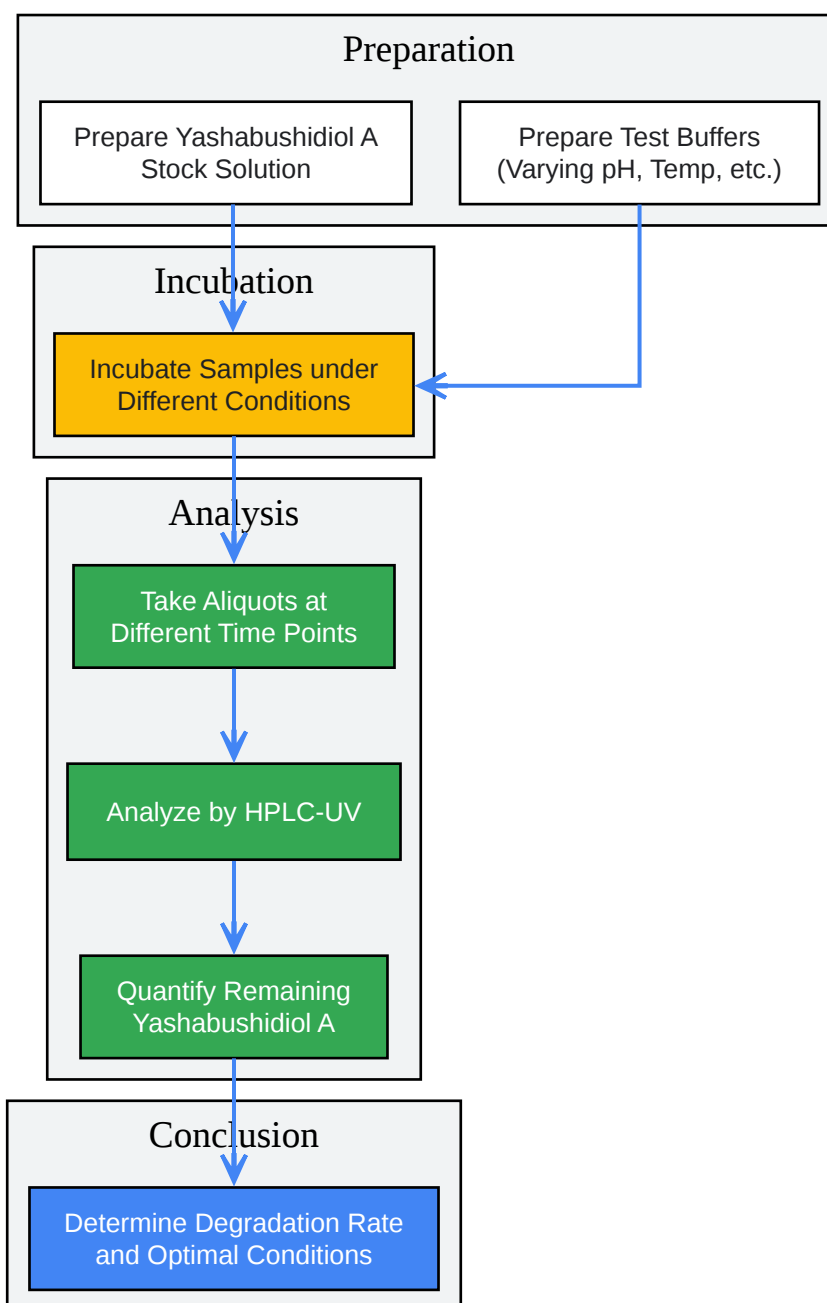 Preparation
Prepare Yashabushidiol A
Stock Solution
Prepare Test Buffers
(Varying pH, Temp, etc.)
Incubation
Incubate Samples under
Different Conditions
Analysis
Take Aliquots at
Different Time Points
Analyze by HPLC-UV
Quantify Remaining
Yashabushidiol A
Conclusion
Determine Degradation Rate
and Optimal Conditions